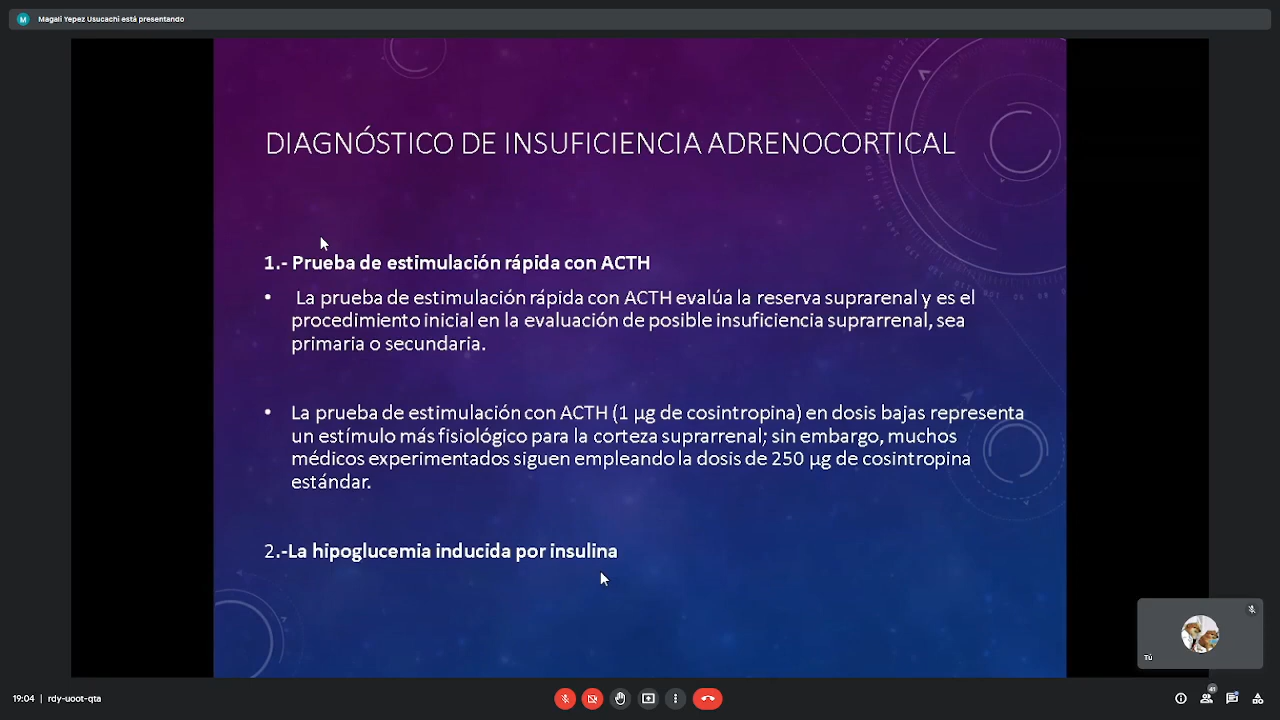 M Magali Yepez Usucachi está presentando
DIAGNÓSTICO DE INSUFICIENCIA ADRENOCORTICAL
1.- Prueba de estimulación rápida con ACTH
• La prueba de estimulación rápida con ACTH evalúa la reserva suprarenal y es el
procedimiento inicial en la evaluación de posible insuficiencia suprarrenal, sea
primaria o secundaria.
• La prueba de estimulación con ACTH (1 µg de cosintropina) en dosis bajas representa
un estímulo más fisiológico para la corteza suprarrenal; sin embargo, muchos
médicos experimentados siguen empleando la dosis de 250 µg de cosintropina
estándar.
2.-La hipoglucemia inducida por insulina
Tú
19:04 | rdy-uoot-qta
41